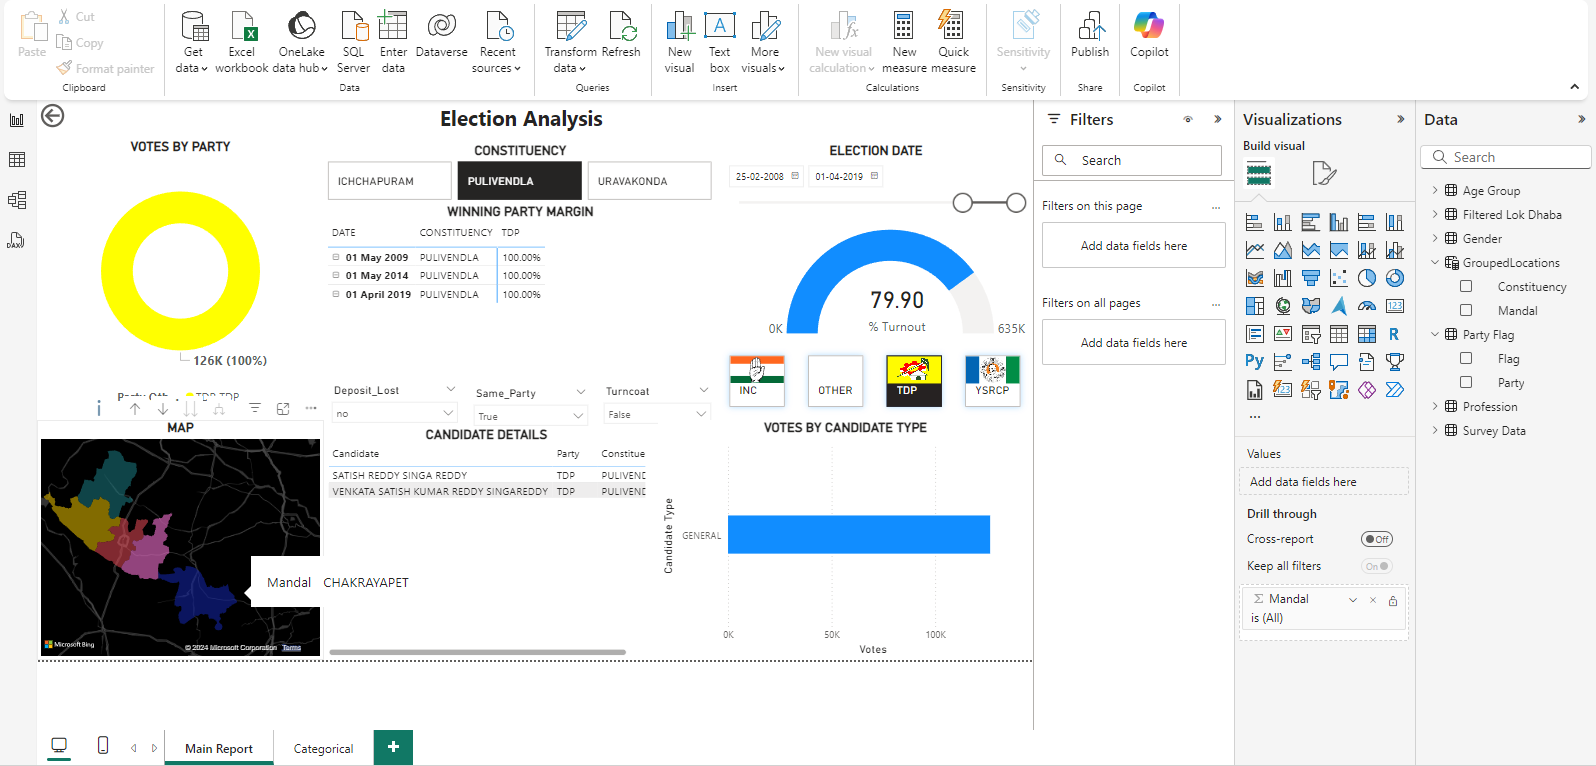 Paste
Cut
Copy
Format painter
Clipboard
Get data
Excel workbook
OneLake data hub
SQL Server
Enter data
Dataverse
Recent sources
Data
Transform data
Refresh
Queries
New visual
Text box
More visuals
Insert
New visual calculation
New measure
Quick measure
Calculations
Sensitivity
Sensitivity
Publish
Share
Copilot
Copilot
DAX
Election Analysis
VOTES BY PARTY
126K (100%)
TDP TDP
CONSTITUENCY
ICHCHAPURAM
PULIVENDLA
URAVAKONDA
WINNING PARTY MARGIN
DATE CONSTITUENCY TDP
01 May 2009 PULIVENDLA 100.00%
01 May 2014 PULIVENDLA 100.00%
01 April 2019 PULIVENDLA 100.00%
ELECTION DATE
25-02-2008 01-04-2019
79.90
% Turnout
0K 635K
INC
OTHER
TDP
YSRCP
Deposit_Lost
no
Same_Party
True
Turncoat
False
MAP
Mandal CHAKRAYAPET
Microsoft Bing
© 2024 Microsoft Corporation Terms
CANDIDATE DETAILS
Candidate Party Constitue
SATISH REDDY SINGA REDDY TDP PULIVEND
VENKATA SATISH KUMAR REDDY SINGAREDDY TDP PULIVEND
VOTES BY CANDIDATE TYPE
Candidate Type
GENERAL
0K 50K 100K
Votes
Main Report
Categorical
+
Filters
Search
Filters on this page
...
Add data fields here
Filters on all pages
...
Add data fields here
Visualizations
Build visual
123
R
Py
...
Values
Add data fields here
Drill through
Cross-report
Off
Keep all filters
On
Mandal
is (All)
Data
Search
Age Group
Filtered Lok Dhaba
Gender
GroupedLocations
Constituency
Mandal
Party Flag
Flag
Party
Profession
Survey Data